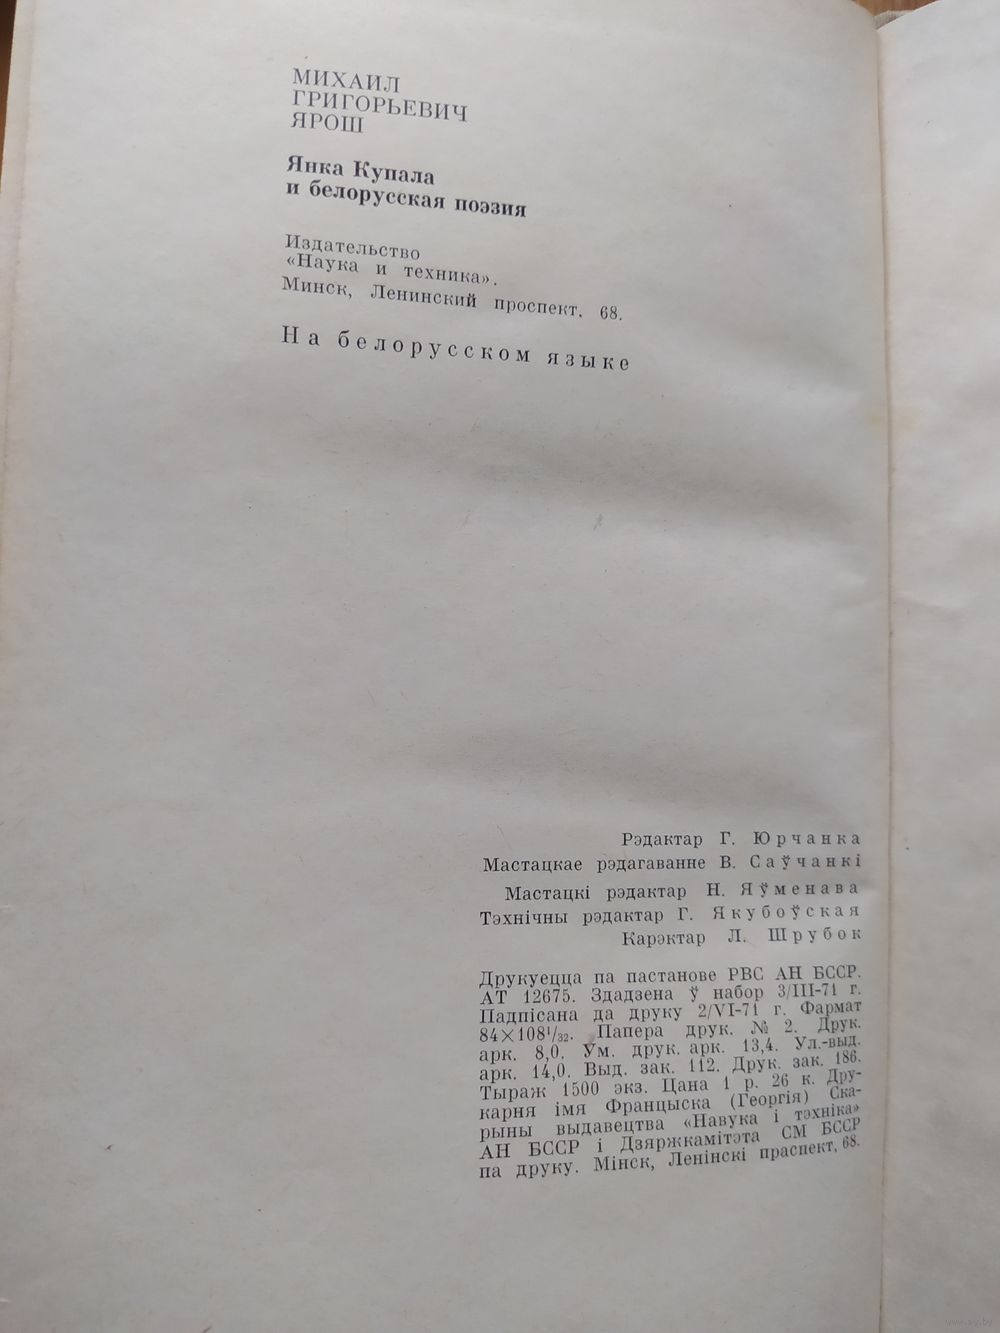 МИХАИЛ
ГРИГОРЬЕВИЧ
ЯРОШ
Янка Купала
и белорусская поэзия
Издательство
«Наука и техника».
Минск, Ленинский проспект, 68.
На белорусском языке
Рэдактар Г. Юрчанка
Мастацкае рэдагаванне В. Саўчанкі
Мастацкі рэдактар Н. Яўменава
Тэхнічны рэдактар Г. Якубоўская
Карэктар Л. Шрубок
Друкуецца па пастанове РВС АН БССР.
АТ 12675. Здадзена ў набор 3/III-71 г.
Падпісана да друку 2/VI-71 г. Фармат
84×108¹/₃₂. Папера друк. № 2. Друк.
арк. 8,0. Ум. друк. арк. 13,4. Ул.-выд.
арк. 14,0. Выд. зак. 112. Друк. зак. 186.
Тыраж 1500 экз. Цана 1 р. 26 к. Дру-
карня імя Францыска (Георгія) Ска-
рыны выдавецтва «Навука і тэхніка»
АН БССР і Дзяржкамітэта СМ БССР
па друку. Мінск, Ленінскі праспект, 68.
www.ay.by